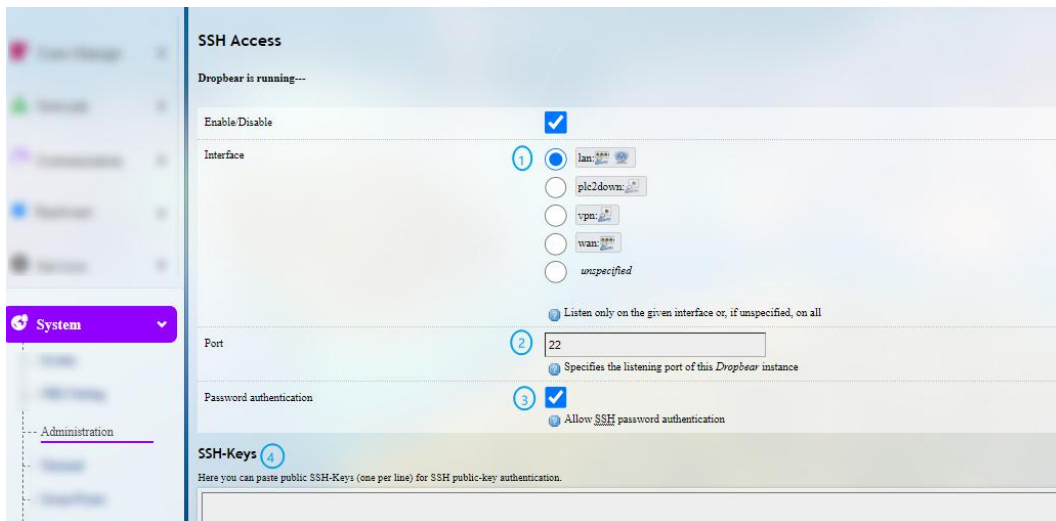 SSH Access
Dropbear is running---
Enable/Disable
Interface
1
lan:
plc2down:
vpn:
wan:
unspecified
Listen only on the given interface or, if unspecified, on all
System
Port
2
22
Specifies the listening port of this Dropbear instance
Password authentication
3
Allow SSH password authentication
Administration
SSH-Keys 4
Here you can paste public SSH-Keys (one per line) for SSH public-key authentication.